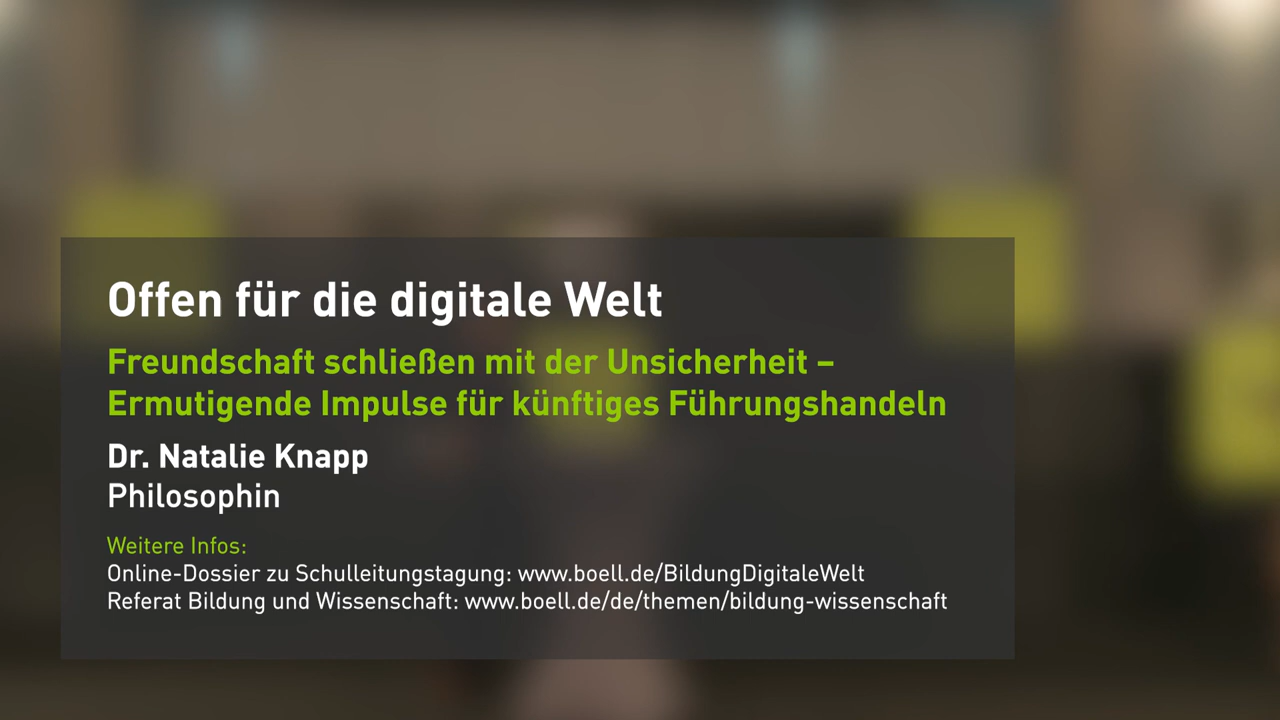 Offen für die digitale Welt
Freundschaft schließen mit der Unsicherheit –
Ermutigende Impulse für künftiges Führungshandeln
Dr. Natalie Knapp
Philosophin
Weitere Infos:
Online-Dossier zu Schulleitungstagung: www.boell.de/BildungDigitaleWelt
Referat Bildung und Wissenschaft: www.boell.de/de/themen/bildung-wissenschaft